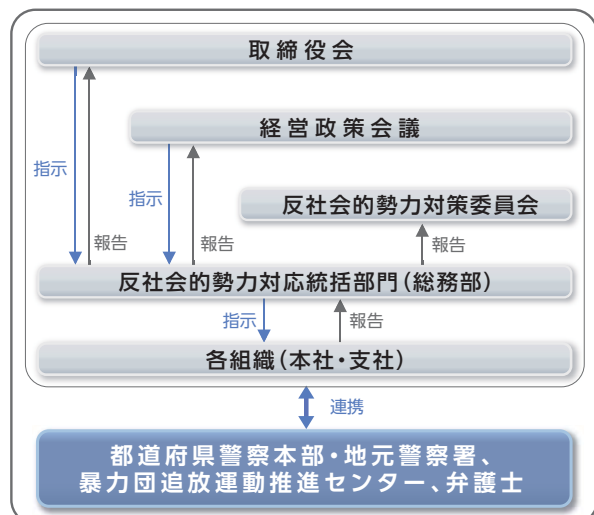 取締役会
経営政策会議
指示
指示
反社会的勢力対策委員会
報告
報告
報告
反社会的勢力対応統括部門（総務部）
指示
報告
各組織（本社・支社）
連携
都道府県警察本部・地元警察署、
暴力団追放運動推進センター、弁護士